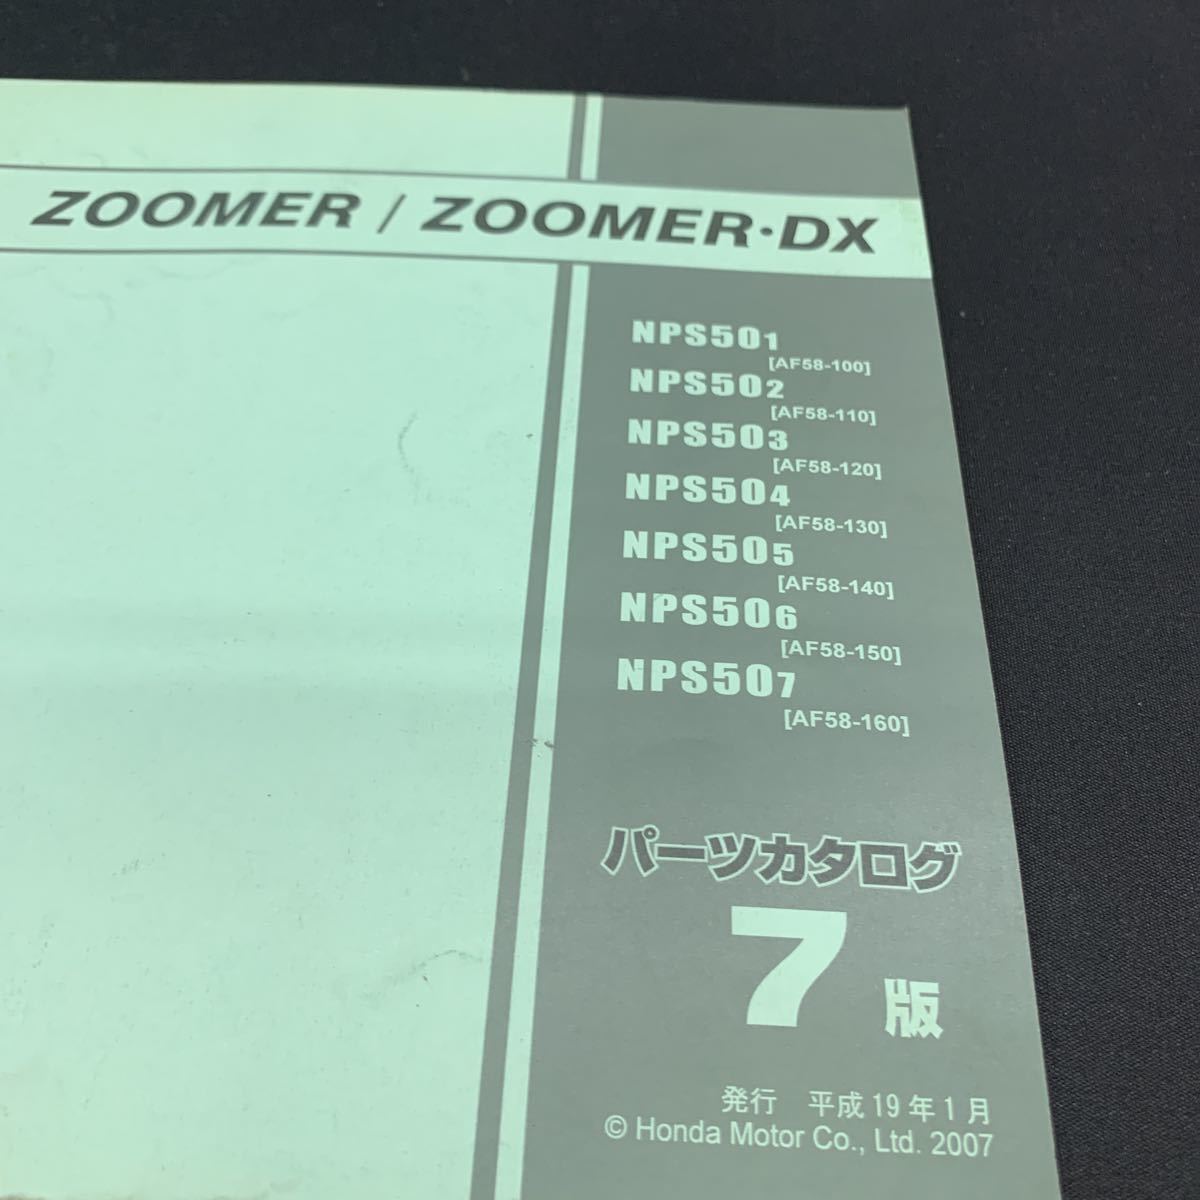 ZOOMER / ZOOMER·DX
NPS501
[AF58-100]
NPS502
[AF58-110]
NPS503
[AF58-120]
NPS504
[AF58-130]
NPS505
[AF58-140]
NPS506
[AF58-150]
NPS507
[AF58-160]
パーツカタログ
7版
発行 平成19年1月
© Honda Motor Co., Ltd. 2007